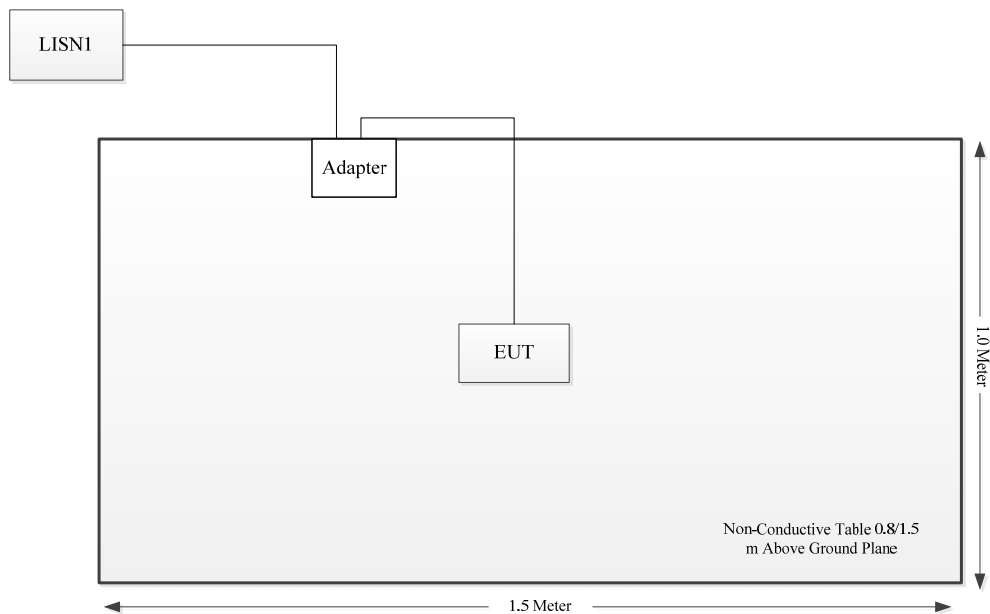 LISN1
Adapter
EUT
1.0 Meter
Non-Conductive Table 0.8/1.5
m Above Ground Plane
1.5 Meter